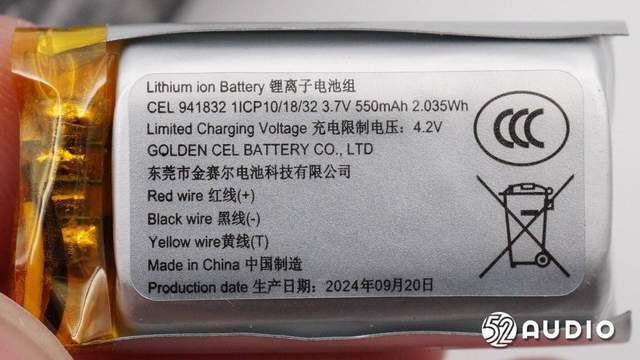 Lithium ion Battery 锂离子电池组
CEL 941832 1ICP10/18/32 3.7V 550mAh 2.035Wh
Limited Charging Voltage 充电限制电压：4.2V
GOLDEN CEL BATTERY CO., LTD
东莞市金赛尔电池科技有限公司
Red wire 红线(+)
Black wire 黑线(-)
Yellow wire黄线(T)
Made in China 中国制造
Production date 生产日期：2024年09月20日
CCC
52 AUDIO